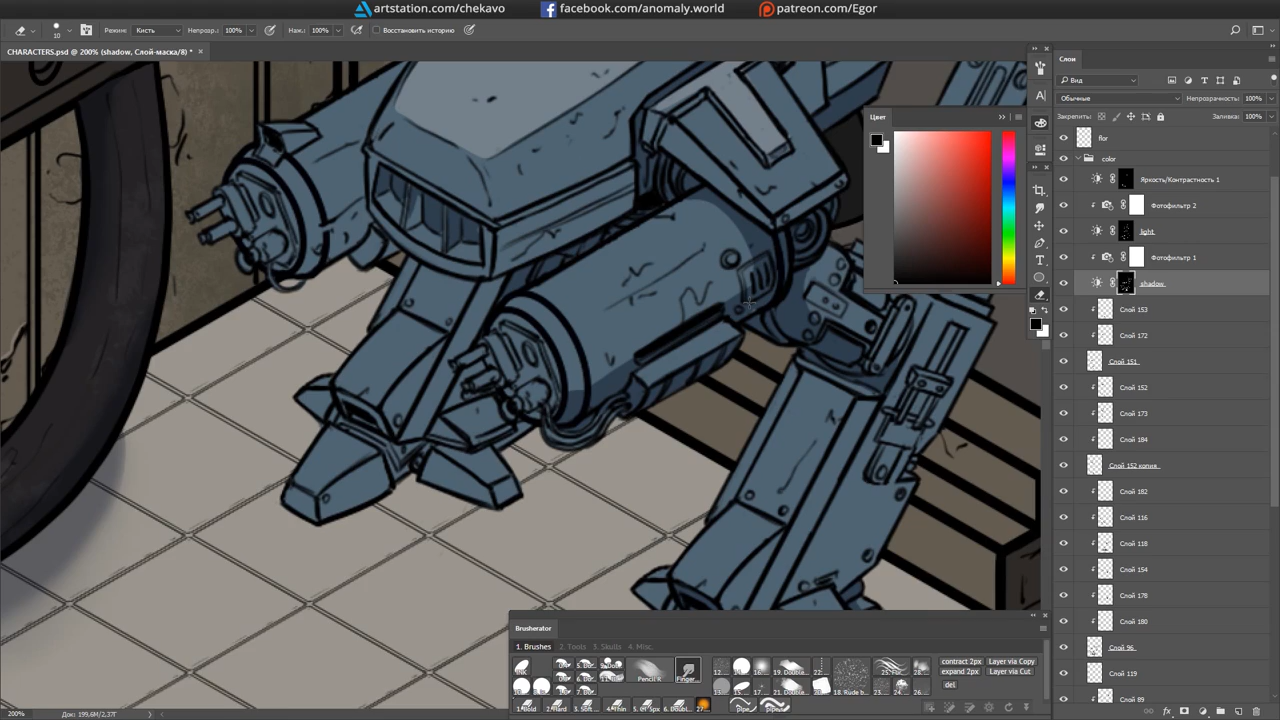 artstation.com/chekavo facebook.com/anomaly.world patreon.com/Egor
10 Режим: Кисть Непрозр.: 100% Наж.: 100% Восстановить историю
CHARACTERS.psd @ 200% (shadow, Слой-маска/8) * ×
Слои
Вид
Обычные Непрозрачность: 100%
Закрепить: Заливка: 100%
Цвет
flor
color
Яркость/Контрастность 1
Фотофильтр 2
light
Фотофильтр 1
shadow
Слой 153
Слой 172
Слой 151
Слой 152
Слой 173
Слой 184
Слой 152 копия
Слой 182
Слой 116
Слой 118
Слой 154
Слой 178
Слой 180
Слой 96
Слой 119
Слой 89
Brusherator
1. Brushes 2. Tools 3. Skulls 4. Misc.
Pencil K Finger...
contract 2px Layer via Copy
expand 2px Layer via Cut
del
200% Док: 199,6M/2,37Г